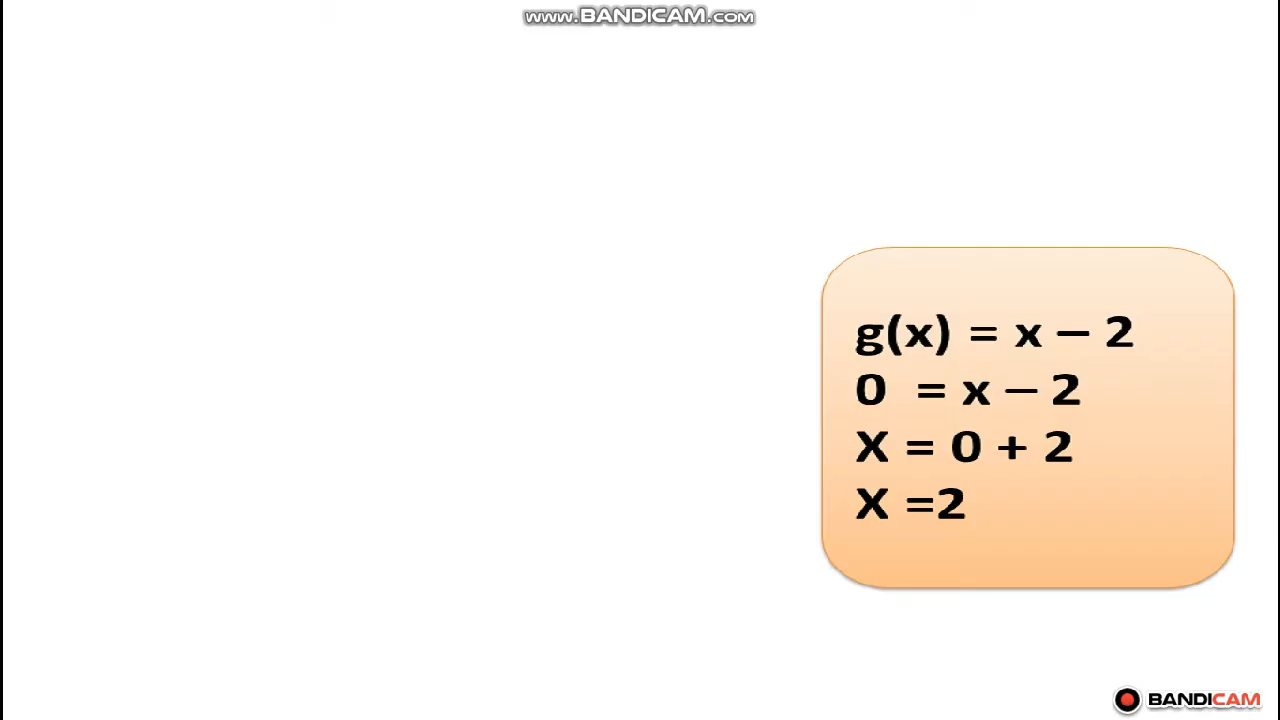 www.BANDICAM.com
g(x) = x – 2
0 = x – 2
X = 0 + 2
X =2
BANDICAM